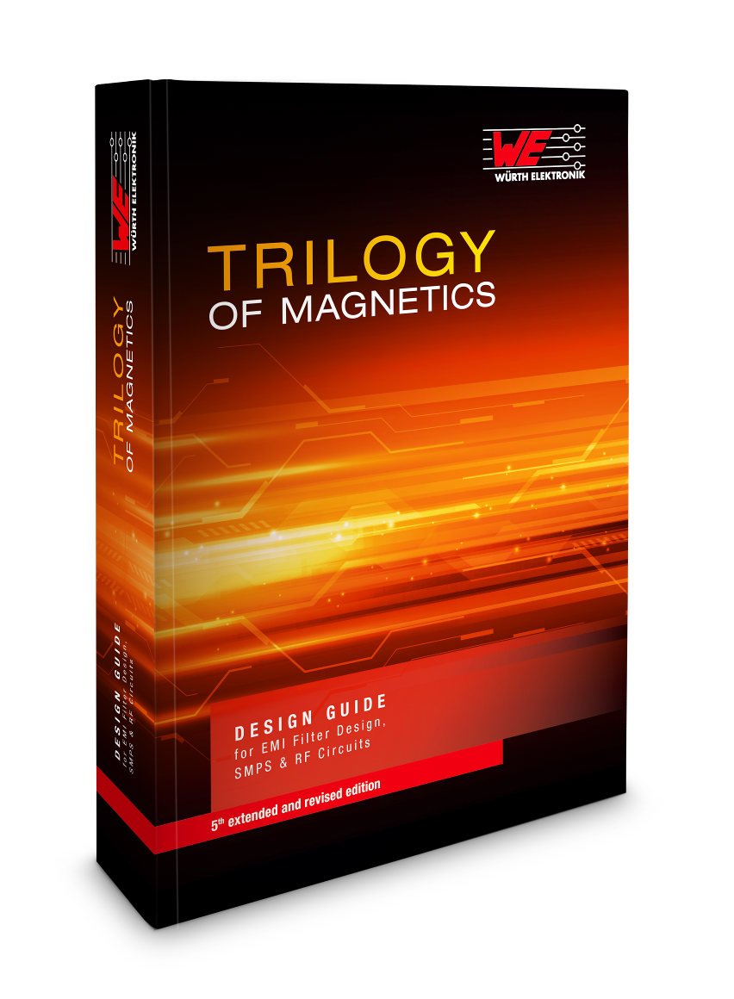 WE
WÜRTH ELEKTRONIK
TRILOGY
OF MAGNETICS
DESIGN GUIDE
for EMI Filter Design,
SMPS & RF Circuits
5th extended and revised edition
WE
WÜRTH ELEKTRONIK
TRILOGY
OF MAGNETICS
DESIGN GUIDE
for EMI Filter Design,
SMPS & RF Circuits